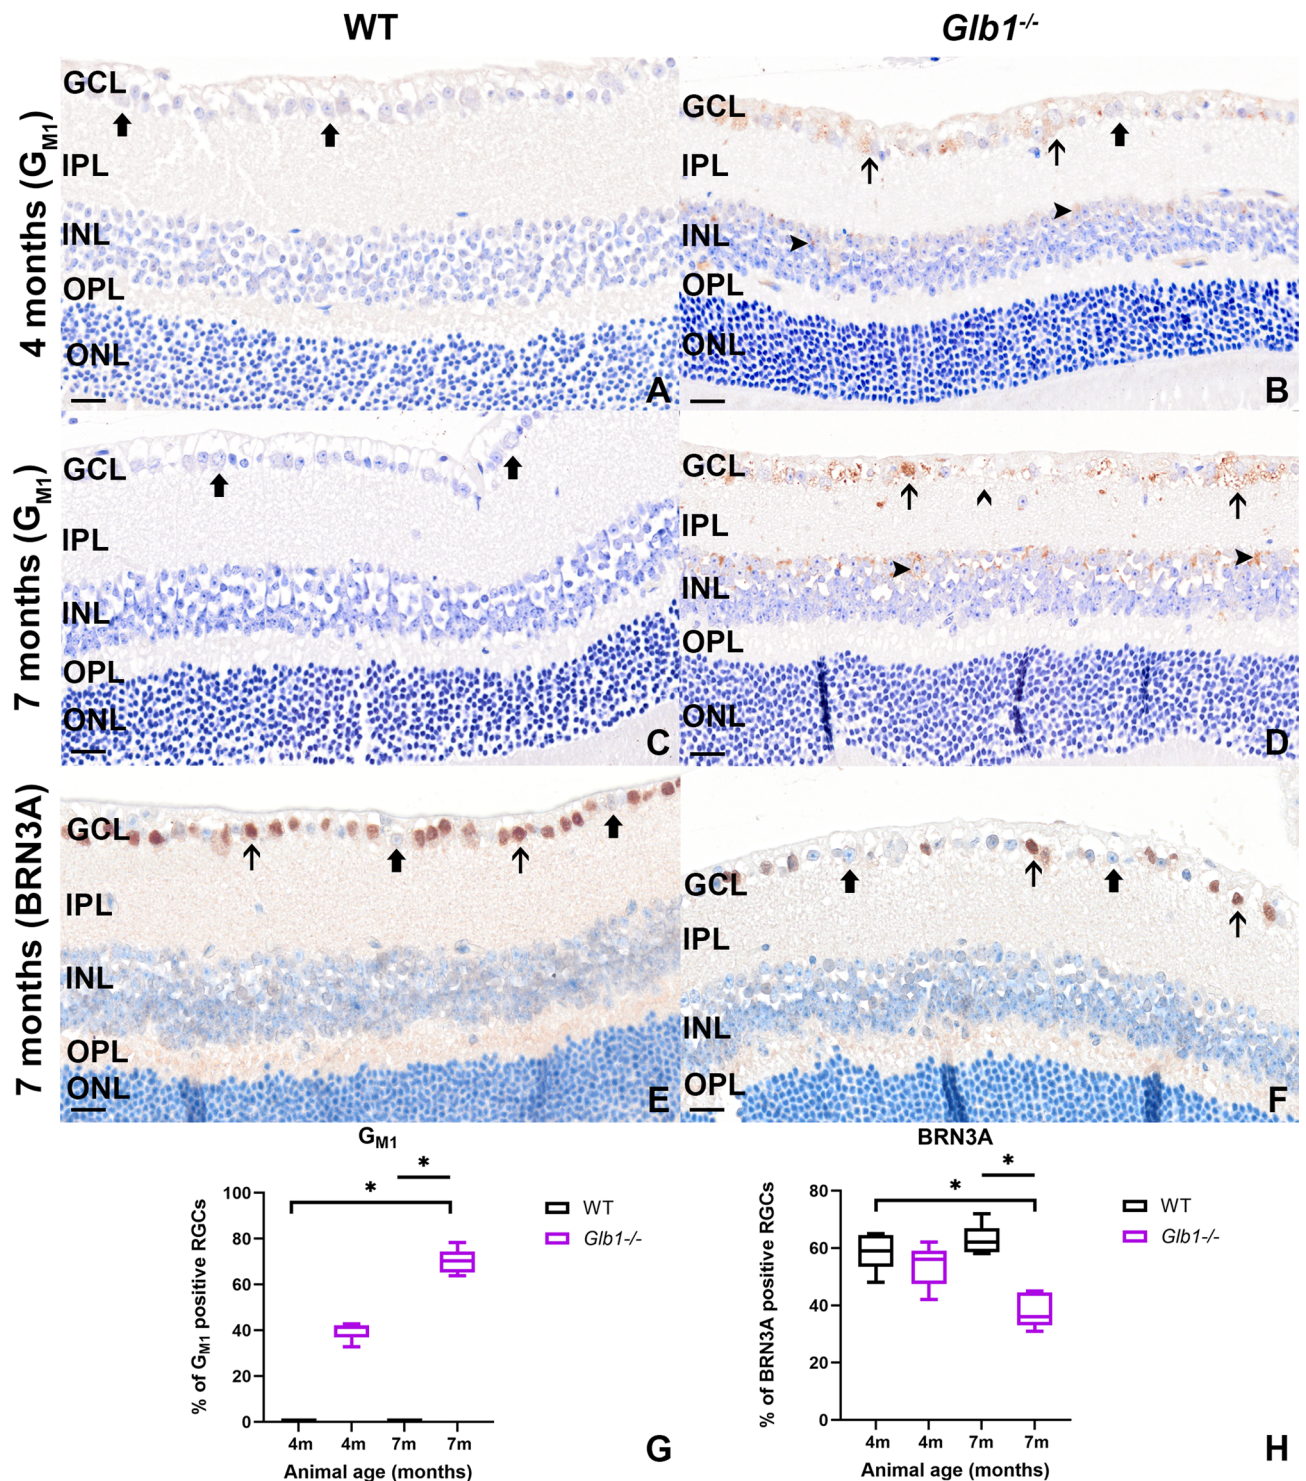 WT
Glb1-/-
4 months (GM1)
GCL
IPL
INL
OPL
ONL
A
GCL
IPL
INL
OPL
ONL
B
7 months (GM1)
GCL
IPL
INL
OPL
ONL
C
GCL
IPL
INL
OPL
ONL
D
7 months (BRN3A)
GCL
IPL
INL
OPL
ONL
E
GCL
IPL
INL
OPL
F
GM1
% of GM1 positive RGCs
100
80
60
40
20
0
*
*
4m 4m 7m 7m
Animal age (months)
WT
Glb1-/-
G
BRN3A
% of BRN3A positive RGCs
80
60
40
20
0
*
*
4m 4m 7m 7m
Animal age (months)
WT
Glb1-/-
H